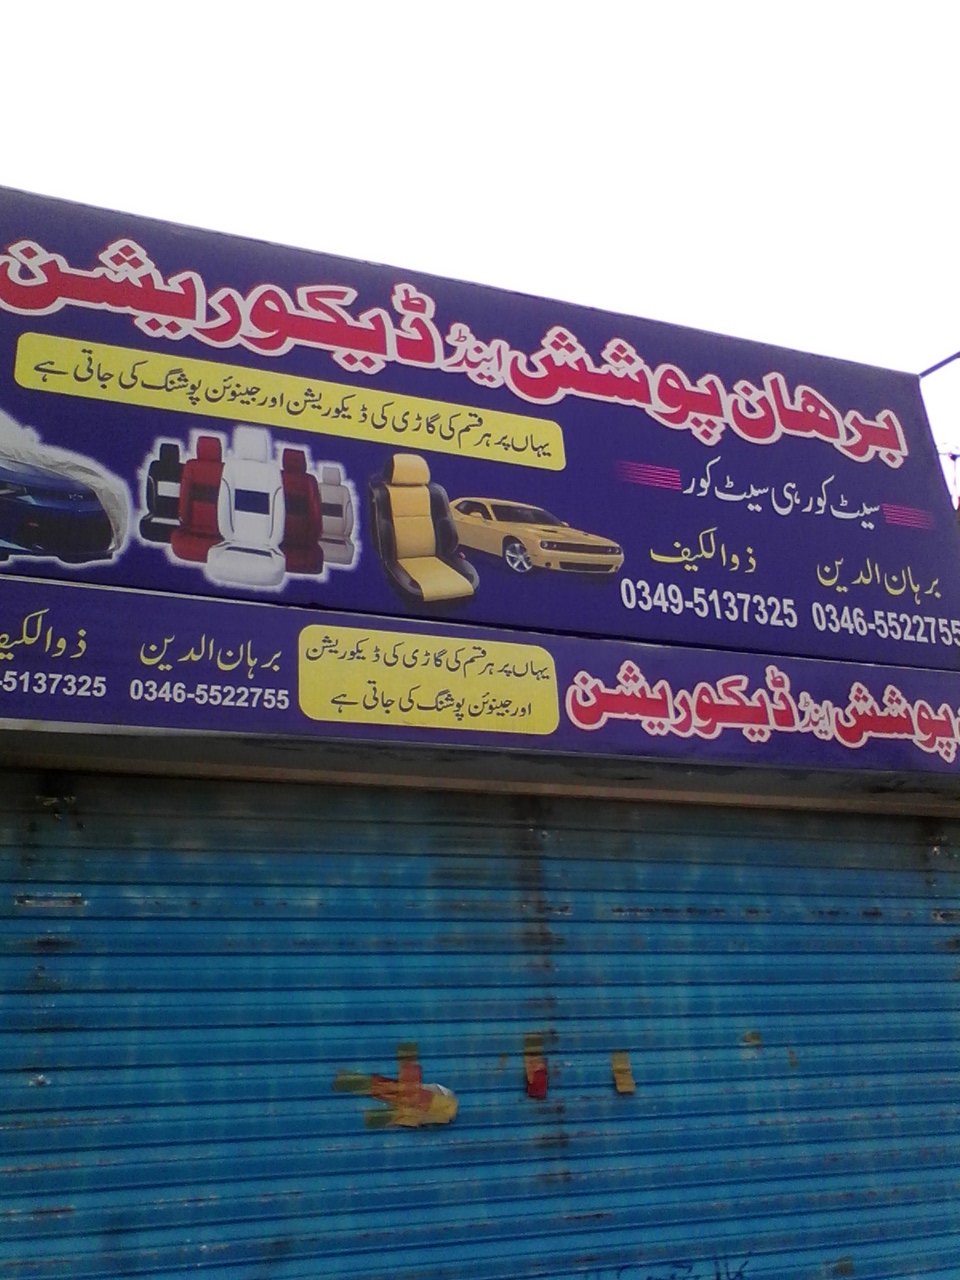 برھان پوشش اینڈ ڈیکوریشن
یہاں پر ہر قسم کی گاڑی کی ڈیکوریشن اور جینوئن پوشنگ کی جاتی ہے
سیٹ کور ہی سیٹ کور
برہان الدین ذوالکیف
0349-5137325 0346-5522755
پوشش اینڈ ڈیکوریشن
یہاں پر ہر قسم کی گاڑی کی ڈیکوریشن
اور جینوئن پوشنگ کی جاتی ہے
برہان الدین ذوالکیف
-5137325 0346-5522755